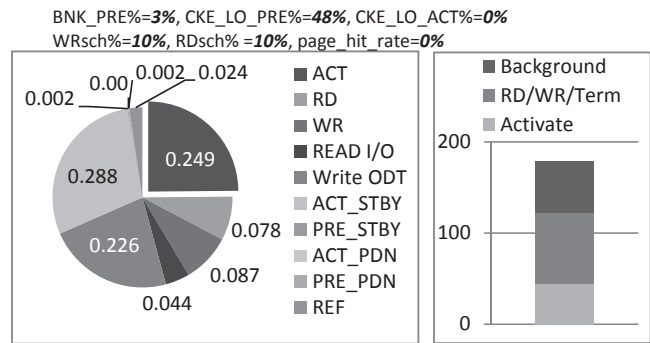 BNK_PRE%=3%, CKE_LO_PRE%=48%, CKE_LO_ACT%=0%
WRsch%=10%, RDsch% =10%, page_hit_rate=0%
0.002
0.00
0.002
0.024
0.249
0.288
0.226
0.078
0.087
0.044
ACT
RD
WR
READ I/O
Write ODT
ACT_STBY
PRE_STBY
ACT_PDN
PRE_PDN
REF
Background
RD/WR/Term
Activate
200
100
0